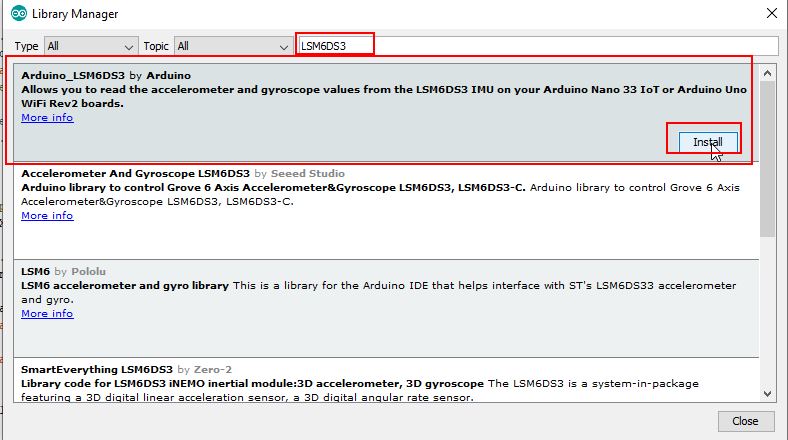 Library Manager
Type All Topic All LSM6DS3
Arduino_LSM6DS3 by Arduino
Allows you to read the accelerometer and gyroscope values from the LSM6DS3 IMU on your Arduino Nano 33 IoT or Arduino Uno
WiFi Rev2 boards.
More info
Install
Accelerometer And Gyroscope LSM6DS3 by Seeed Studio
Arduino library to control Grove 6 Axis Accelerometer&Gyroscope LSM6DS3, LSM6DS3-C. Arduino library to control Grove 6 Axis
Accelerometer&Gyroscope LSM6DS3, LSM6DS3-C.
More info
LSM6 by Pololu
LSM6 accelerometer and gyro library This is a library for the Arduino IDE that helps interface with ST's LSM6DS33 accelerometer
and gyro.
More info
SmartEverything LSM6DS3 by Zero-2
Library code for LSM6DS3 iNEMO inertial module:3D accelerometer, 3D gyroscope The LSM6DS3 is a system-in-package
featuring a 3D digital linear acceleration sensor, a 3D digital angular rate sensor.
Close